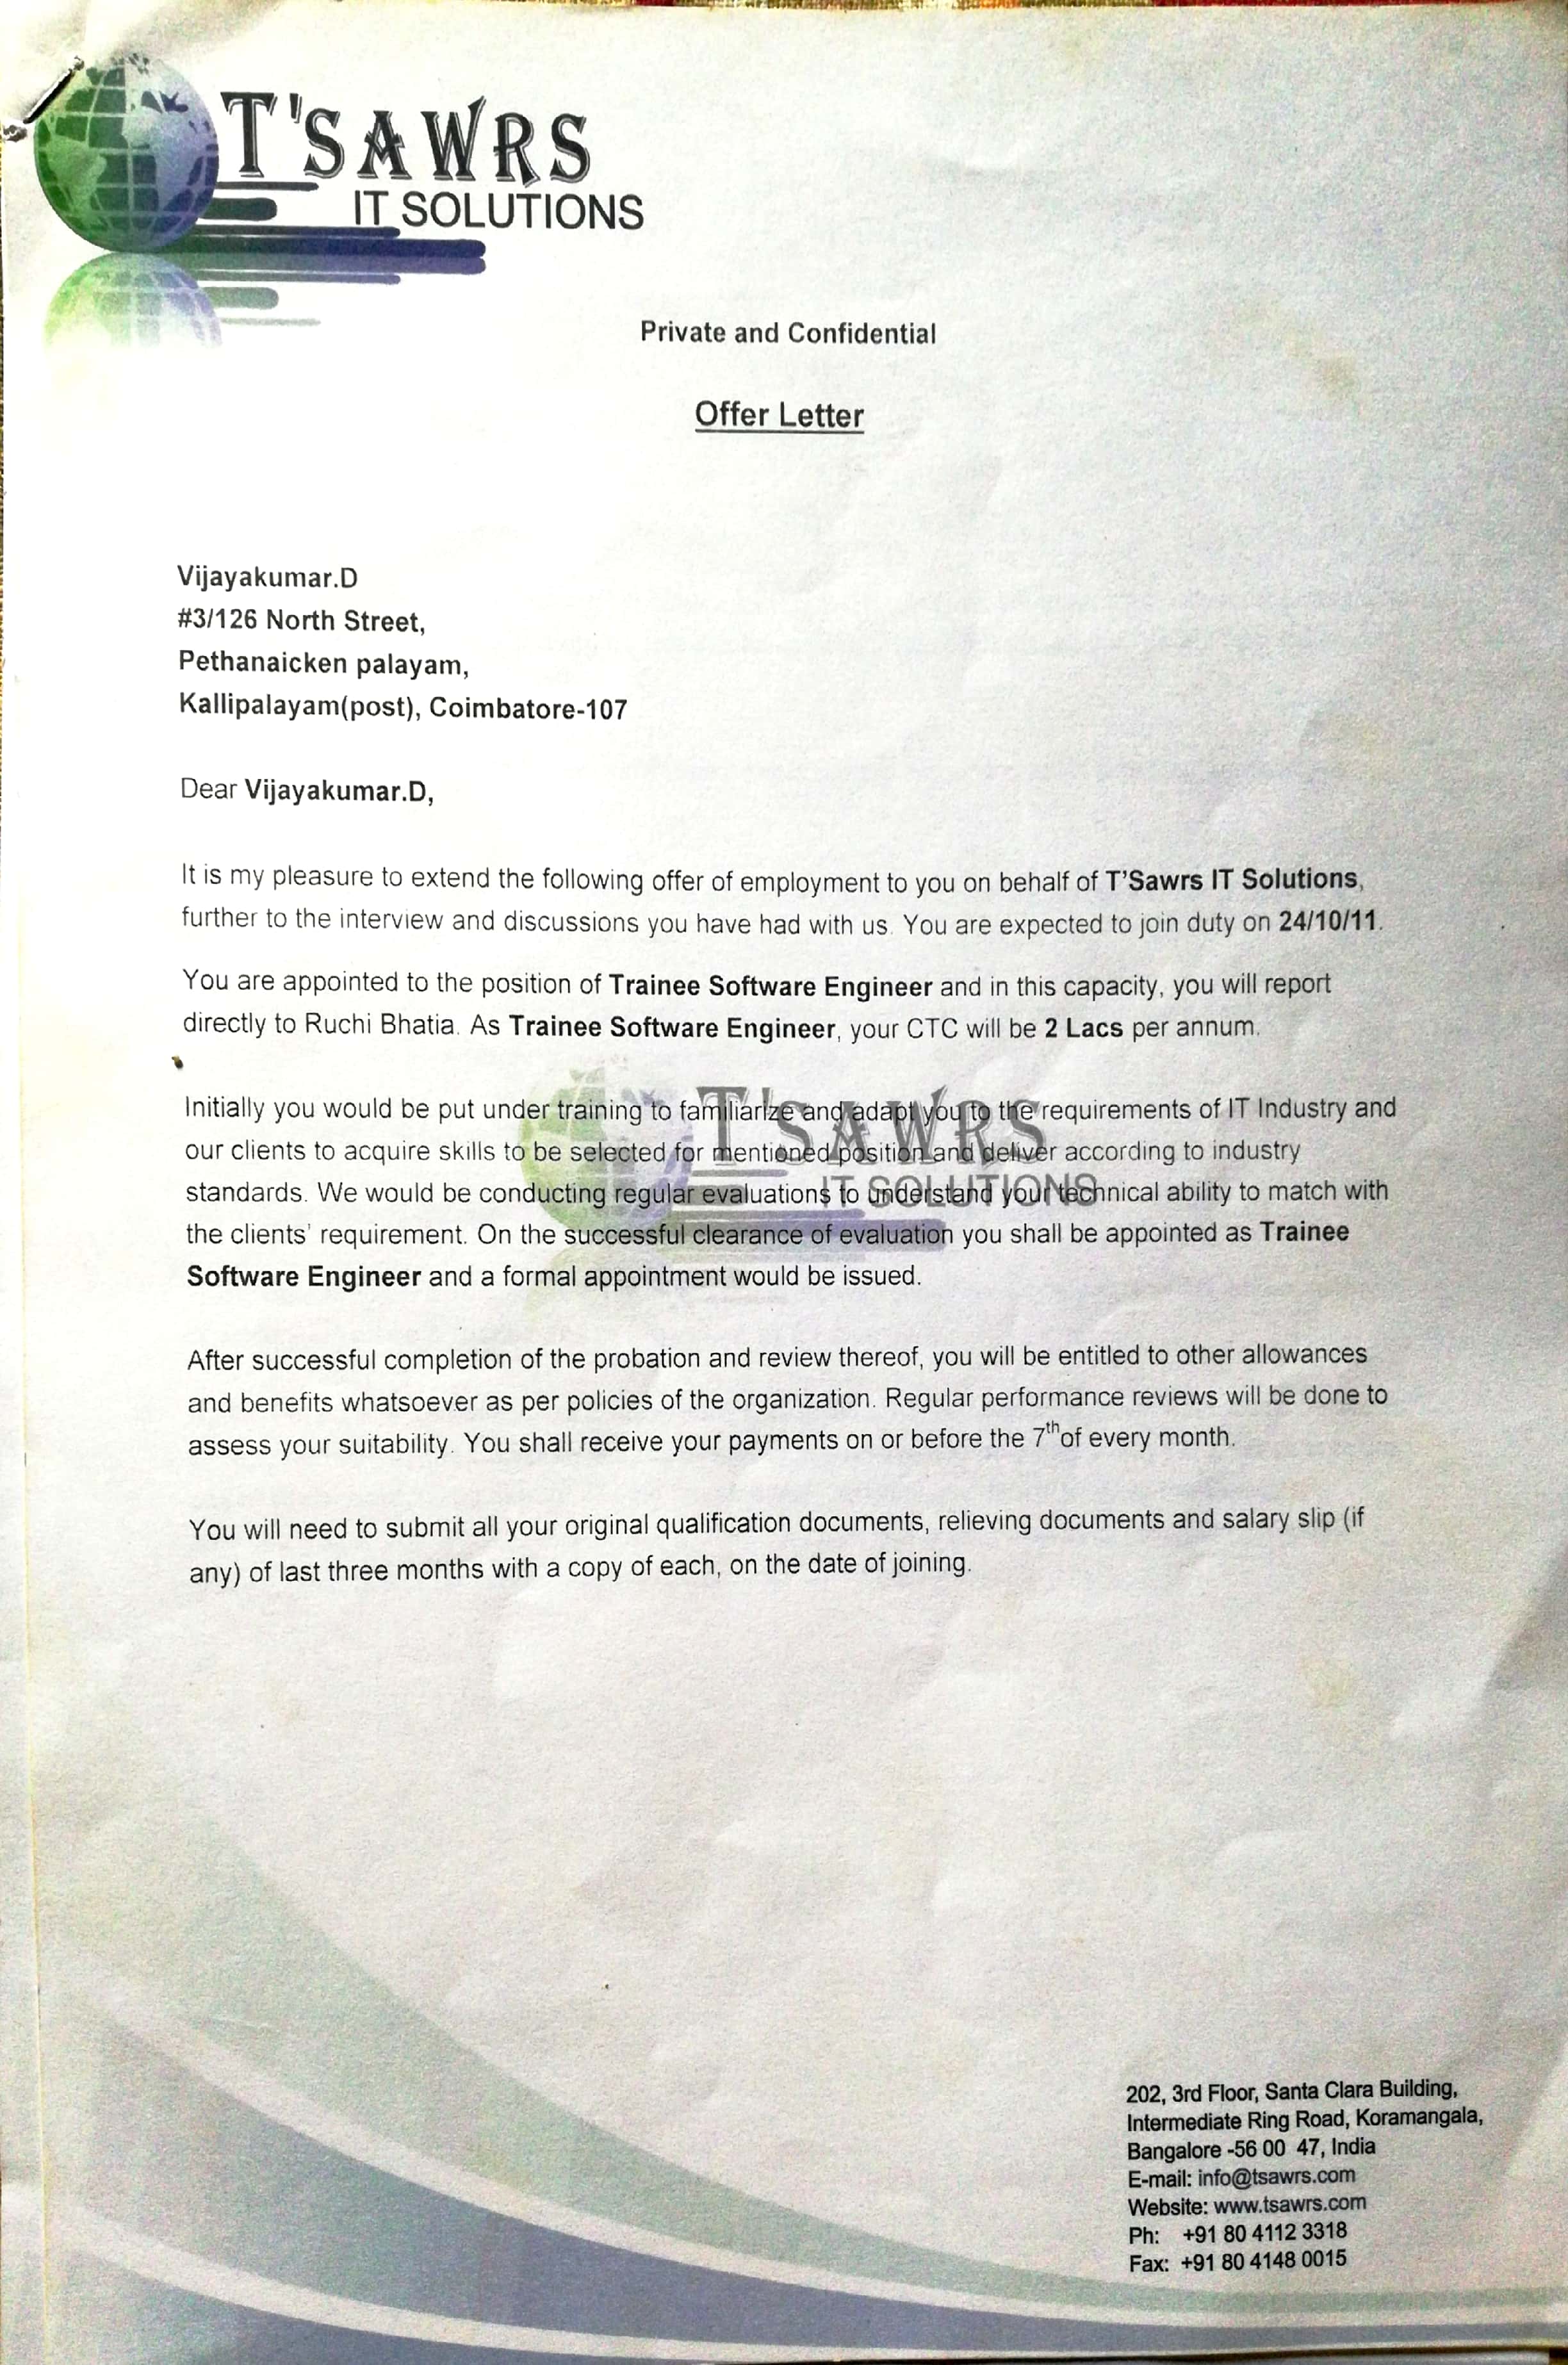 T'SAWRS
IT SOLUTIONS
Private and Confidential
Offer Letter
Vijayakumar.D
#3/126 North Street,
Pethanaicken palayam,
Kallipalayam(post), Coimbatore-107
Dear Vijayakumar.D,
It is my pleasure to extend the following offer of employment to you on behalf of T'Sawrs IT Solutions,
further to the interview and discussions you have had with us. You are expected to join duty on 24/10/11.
You are appointed to the position of Trainee Software Engineer and in this capacity, you will report
directly to Ruchi Bhatia. As Trainee Software Engineer, your CTC will be 2 Lacs per annum.
T'SAWRS
IT SOLUTIONS
Initially you would be put under training to familiarize and adapt you to the requirements of IT Industry and
our clients to acquire skills to be selected for mentioned position and deliver according to industry
standards. We would be conducting regular evaluations to understand your technical ability to match with
the clients' requirement. On the successful clearance of evaluation you shall be appointed as Trainee
Software Engineer and a formal appointment would be issued.
After successful completion of the probation and review thereof, you will be entitled to other allowances
and benefits whatsoever as per policies of the organization. Regular performance reviews will be done to
assess your suitability. You shall receive your payments on or before the 7th of every month.
You will need to submit all your original qualification documents, relieving documents and salary slip (if
any) of last three months with a copy of each, on the date of joining.
202, 3rd Floor, Santa Clara Building,
Intermediate Ring Road, Koramangala,
Bangalore -56 00 47, India
E-mail: info@tsawrs.com
Website: www.tsawrs.com
Ph: +91 80 4112 3318
Fax: +91 80 4148 0015